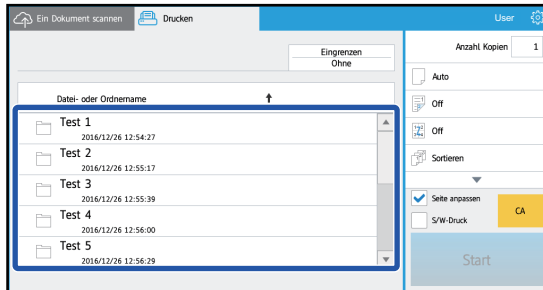 Ein Dokument scannen
Drucken
User
Eingrenzen
Ohne
Datei- oder Ordnername
Test 1
2016/12/26 12:54:27
Test 2
2016/12/26 12:55:17
Test 3
2016/12/26 12:55:39
Test 4
2016/12/26 12:56:00
Test 5
2016/12/26 12:56:29
Anzahl Kopien 1
Auto
Off
Off
Sortieren
Seite anpassen
S/W-Druck
CA
Start